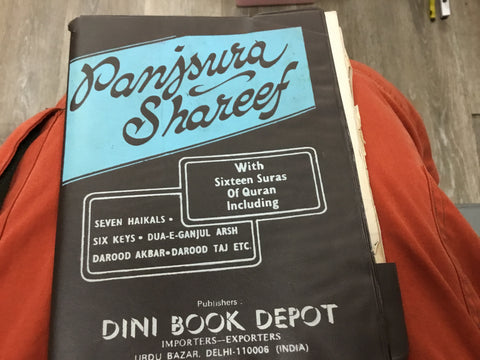 Panjsura
Shareef
With
Sixteen Suras
Of Quran
Including
SEVEN HAIKALS •
SIX KEYS • DUA-E-GANJUL ARSH
DAROOD AKBAR • DAROOD TAJ ETC.
Publishers :
DINI BOOK DEPOT
IMPORTERS—EXPORTERS
URDU BAZAR, DELHI-110006 (INDIA)